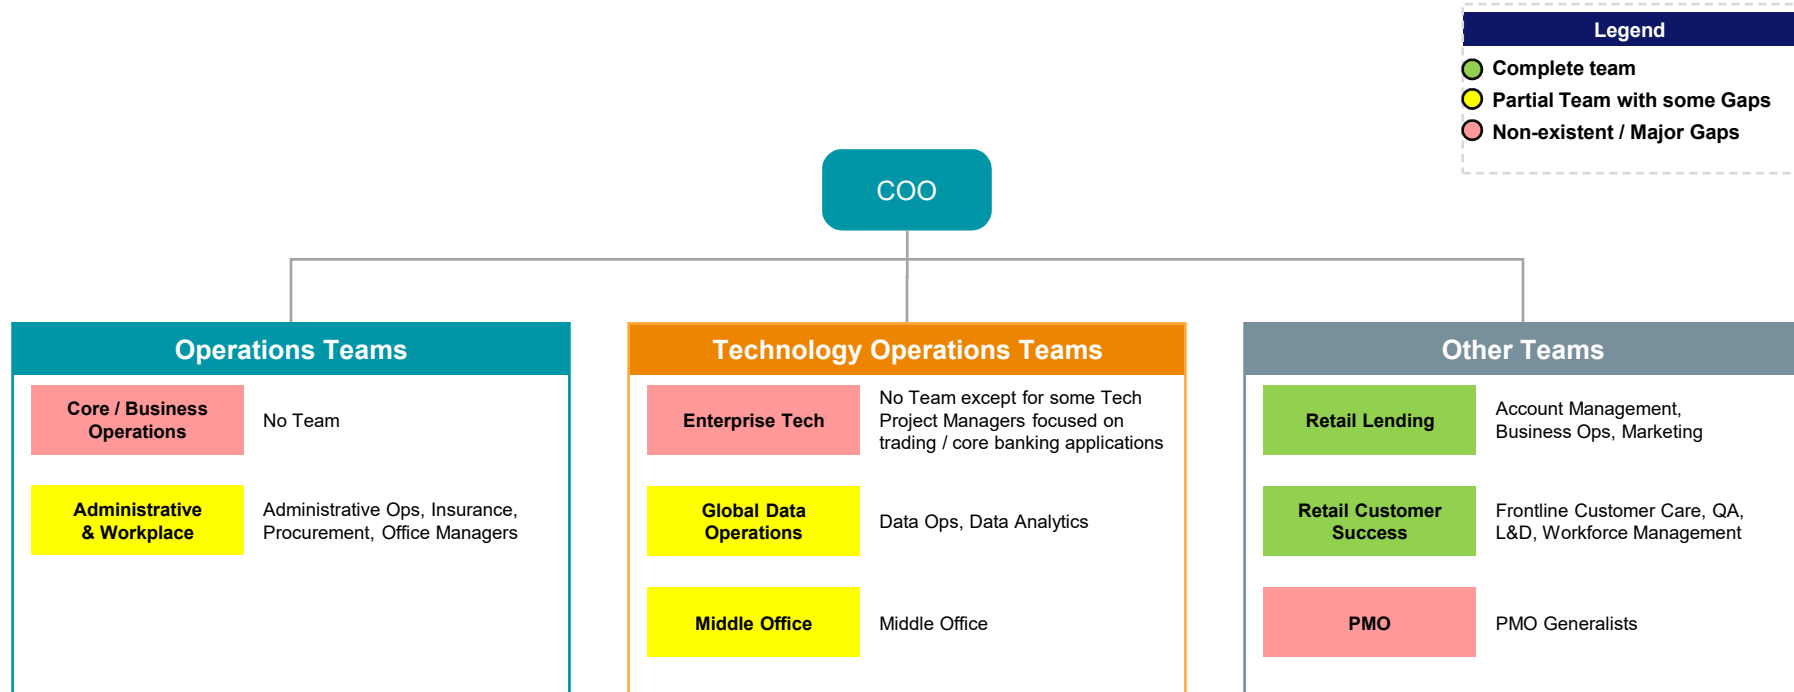 Legend
Complete team
Partial Team with some Gaps
Non-existent / Major Gaps
COO
Operations Teams
Core / Business
Operations
No Team
Administrative
& Workplace
Administrative Ops, Insurance,
Procurement, Office Managers
Technology Operations Teams
Enterprise Tech
No Team except for some Tech
Project Managers focused on
trading / core banking applications
Global Data
Operations
Data Ops, Data Analytics
Middle Office
Middle Office
Other Teams
Retail Lending
Account Management,
Business Ops, Marketing
Retail Customer
Success
Frontline Customer Care, QA,
L&D, Workforce Management
PMO
PMO Generalists